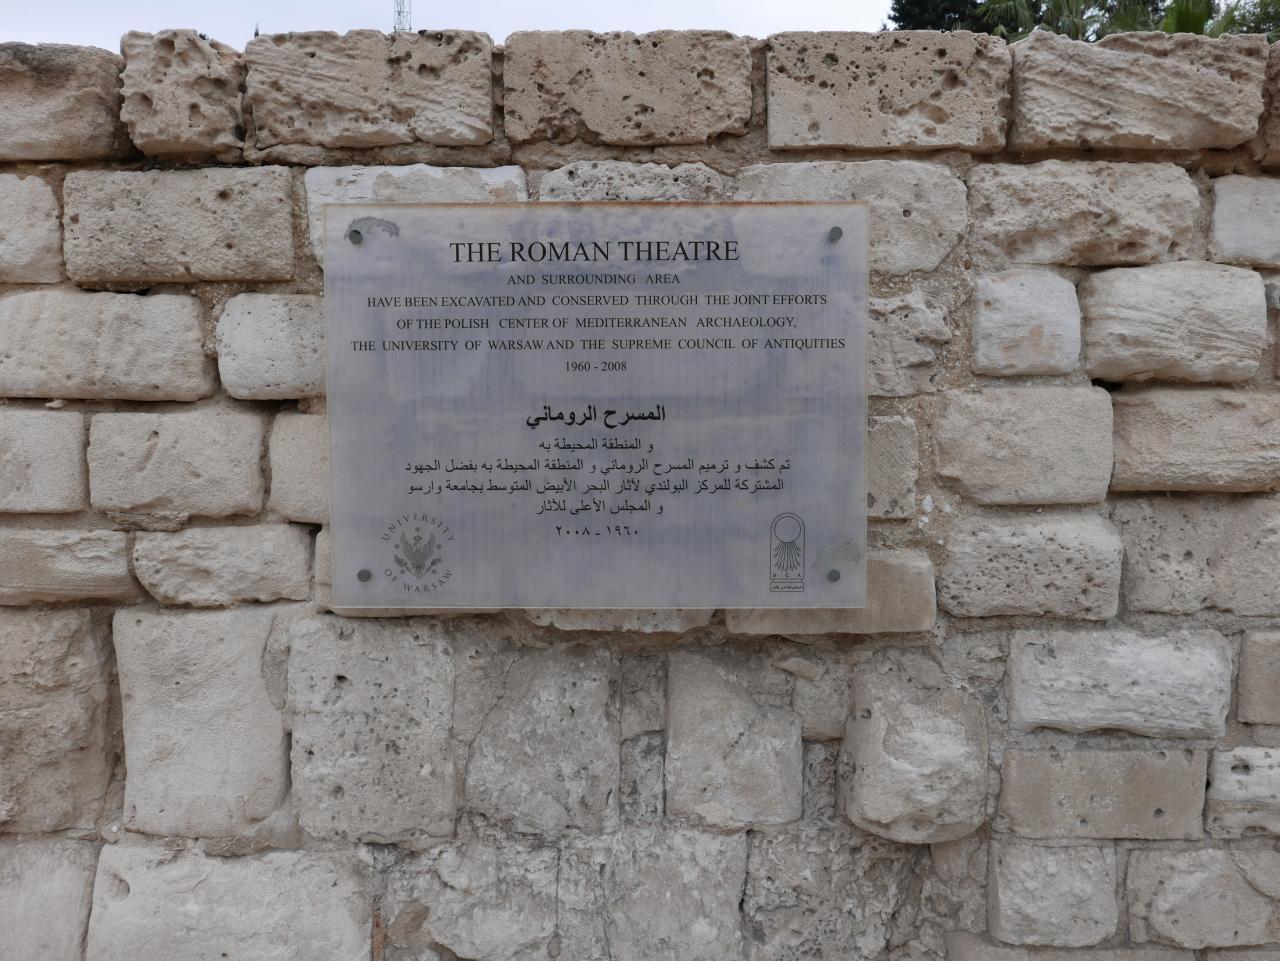 THE ROMAN THEATRE
AND SURROUNDING AREA
HAVE BEEN EXCAVATED AND CONSERVED THROUGH THE JOINT EFFORTS
OF THE POLISH CENTER OF MEDITERRANEAN ARCHAEOLOGY,
THE UNIVERSITY OF WARSAW AND THE SUPREME COUNCIL OF ANTIQUITIES
1960 - 2008
المسرح الروماني
و المنطقة المحيطة به
تم كشف و ترميم المسرح الروماني و المنطقة المحيطة به بفضل الجهود
المشتركة للمركز البولندي لآثار البحر الأبيض المتوسط بجامعة وارسو
و المجلس الأعلى للآثار
١٩٦٠ - ٢٠٠٨
UNIVERSITY
OF WARSAW